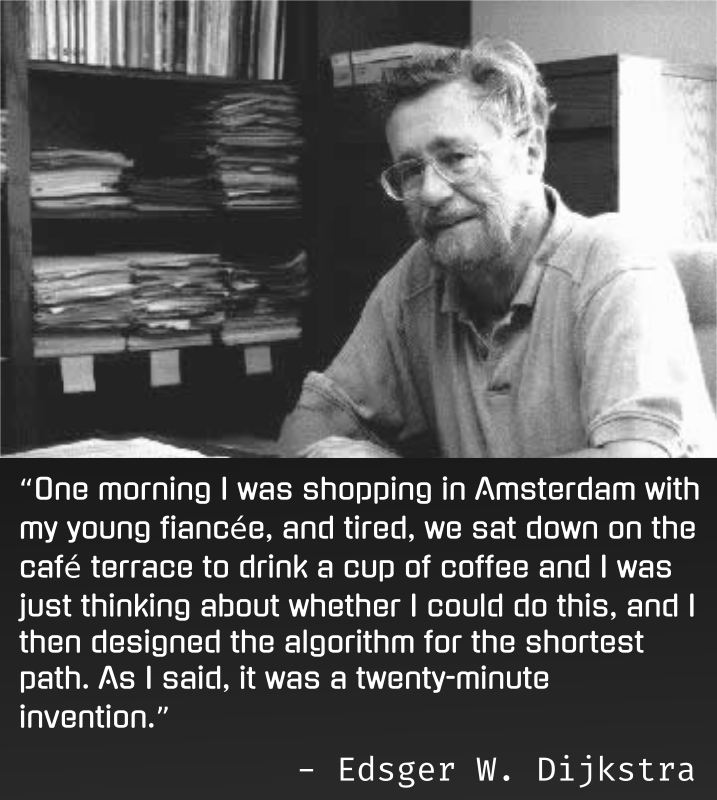 “One morning I was shopping in Amsterdam with
my young fiancée, and tired, we sat down on the
café terrace to drink a cup of coffee and I was
just thinking about whether I could do this, and I
then designed the algorithm for the shortest
path. As I said, it was a twenty-minute
invention.”
– Edsger W. Dijkstra